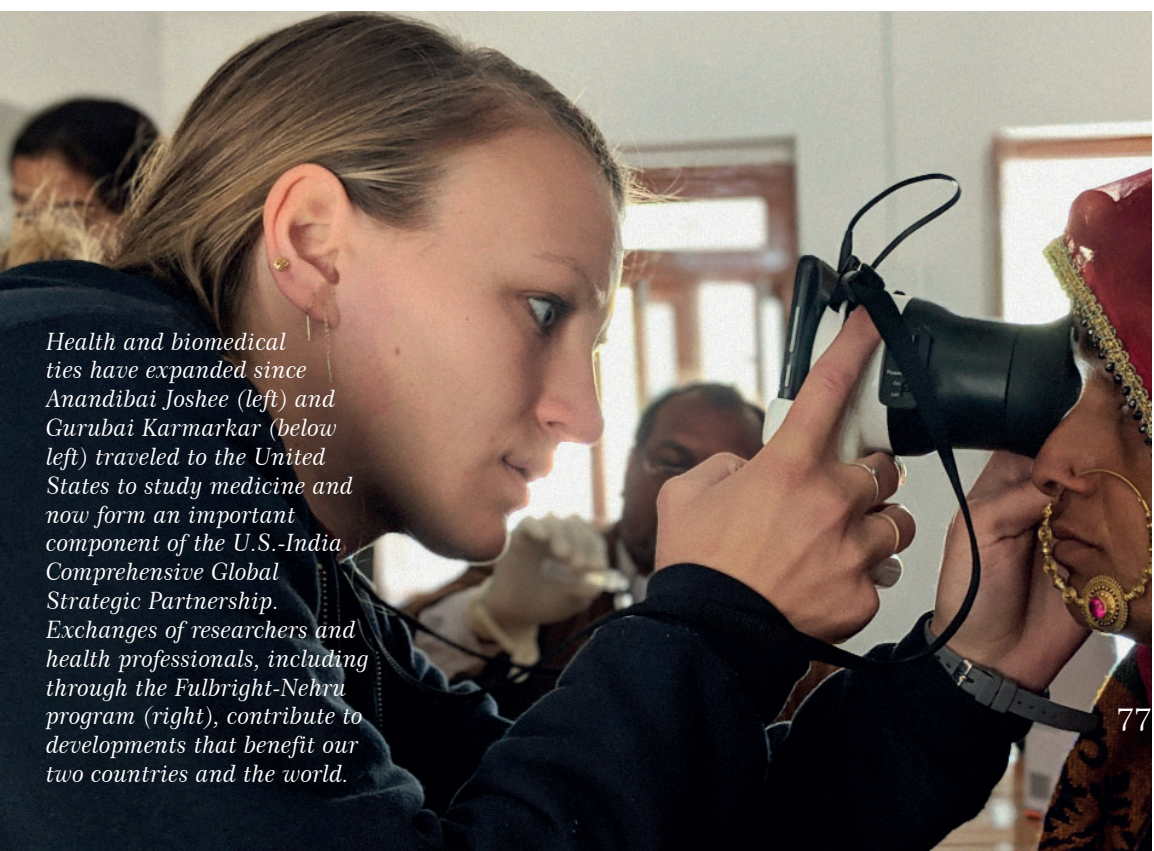 Health and biomedical
ties have expanded since
Anandibai Joshee (left) and
Gurubai Karmarkar (below
left) traveled to the United
States to study medicine and
now form an important
component of the U.S.-India
Comprehensive Global
Strategic Partnership.
Exchanges of researchers and
health professionals, including
through the Fulbright-Nehru
program (right), contribute to
developments that benefit our
two countries and the world.
77